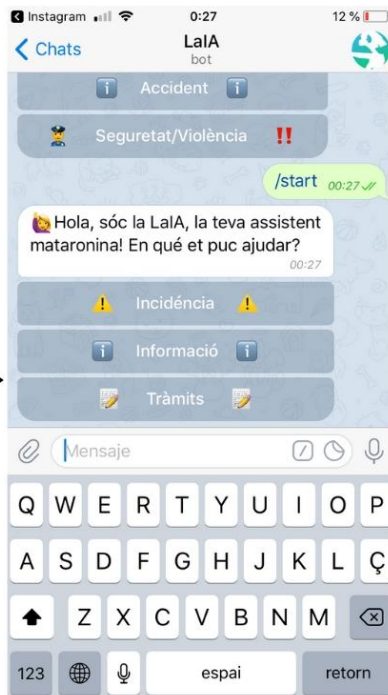 Instagram 0:27 12 %
Chats LaIA
bot
Accident
Seguretat/Violència
/start 00:27
Hola, sóc la LaIA, la teva assistent
mataronina! En qué et puc ajudar?
00:27
Incidéncia
Informació
Tràmits
Mensaje
Q W E R T Y U I O P
A S D F G H J K L Ç
Z X C V B N M
123 espai retorn